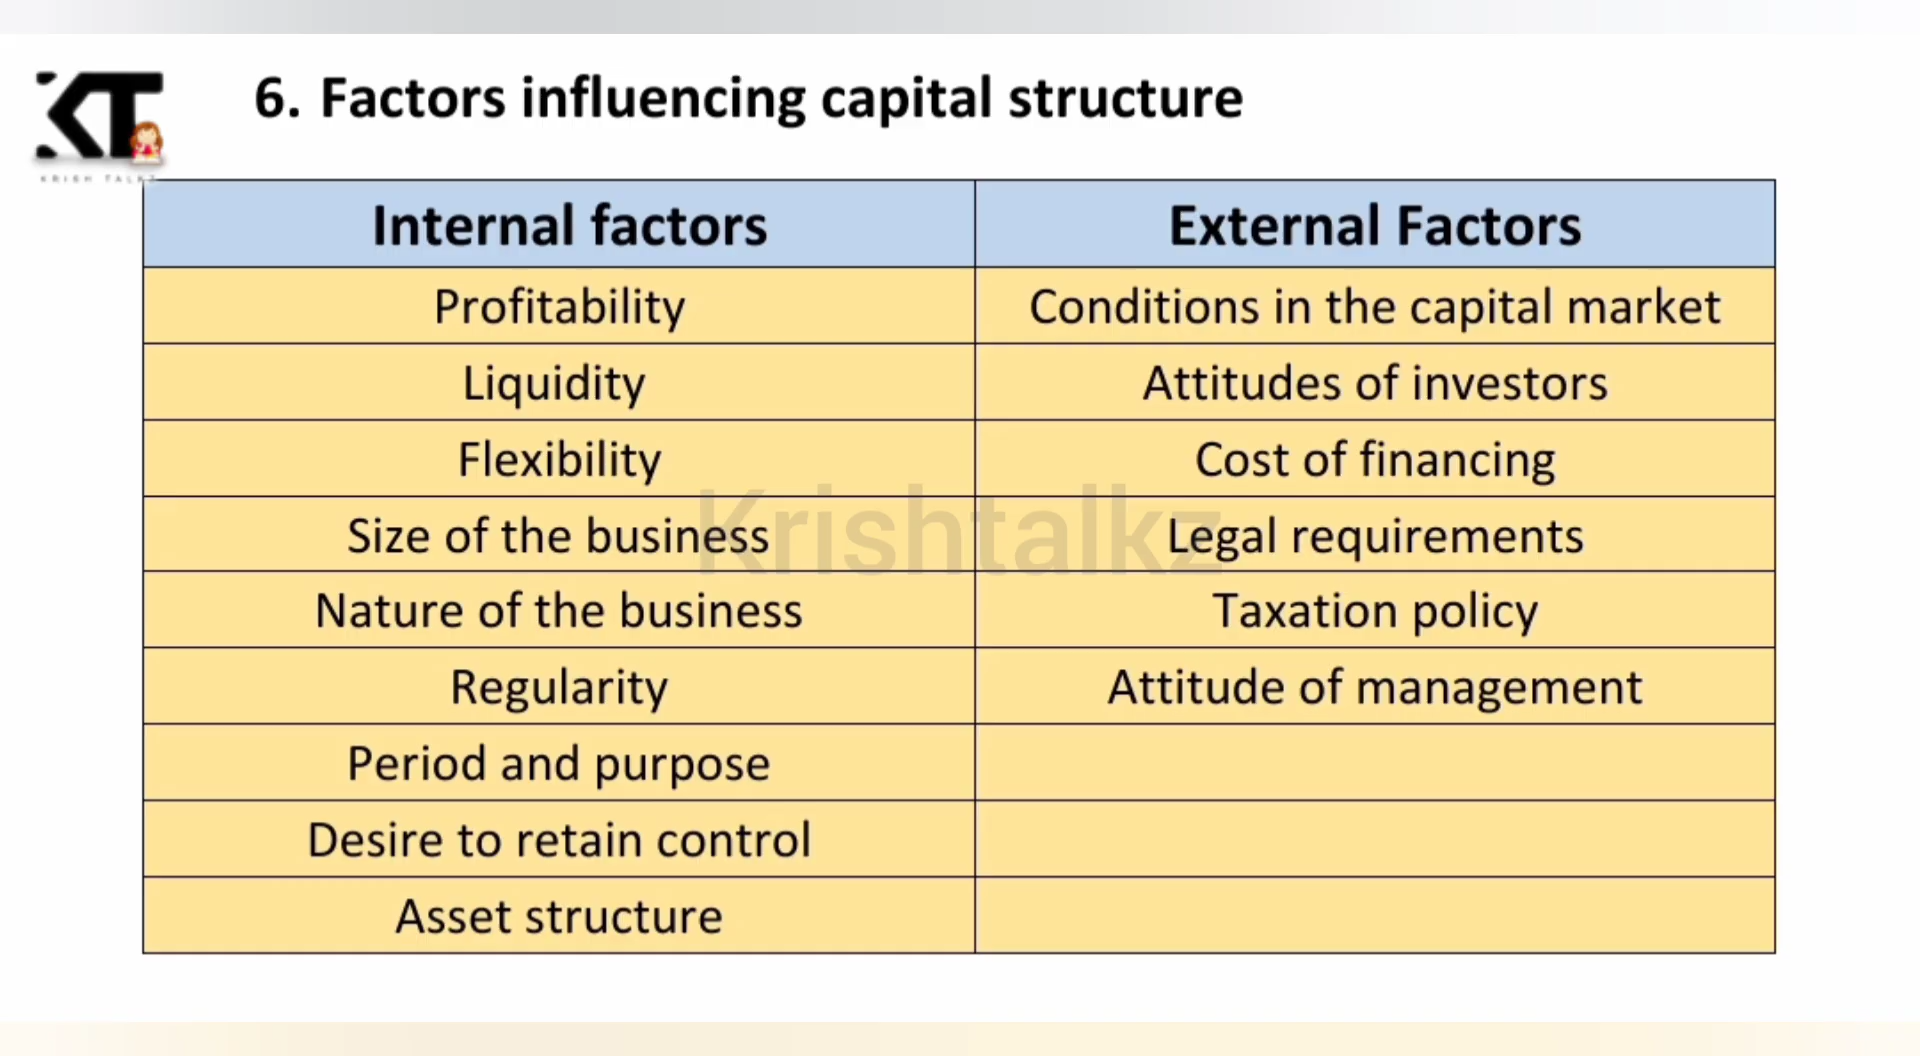 KRISH TALKZ
6. Factors influencing capital structure
Internal factors External Factors
Profitability Conditions in the capital market
Liquidity Attitudes of investors
Flexibility Cost of financing
Size of the business Legal requirements
Nature of the business Taxation policy
Regularity Attitude of management
Period and purpose
Desire to retain control
Asset structure
Krishtalkz